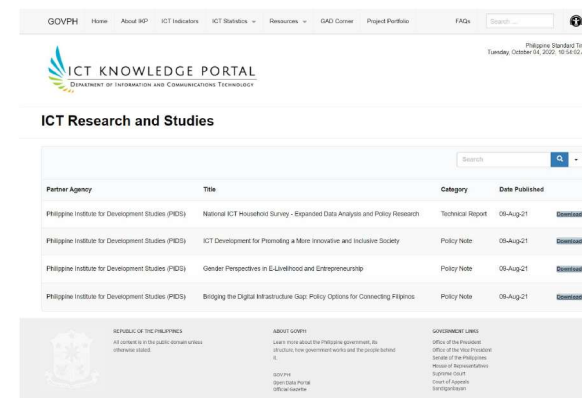 GOVPH Home About IKP ICT Indicators ICT Statistics Resources GAD Corner Project Portfolio FAQs Search ...
Philippine Standard
Tuesday, October 04, 2022, 10:54:02
ICT KNOWLEDGE PORTAL
DEPARTMENT OF INFORMATION AND COMMUNICATIONS TECHNOLOGY
ICT Research and Studies
Search
Partner Agency Title Category Date Published
Philippine Institute for Development Studies (PIDS) National ICT Household Survey - Expanded Data Analysis and Policy Research Technical Report 09-Aug-21 Download
Philippine Institute for Development Studies (PIDS) ICT Development for Promoting a More Innovative and Inclusive Society Policy Note 09-Aug-21 Download
Philippine Institute for Development Studies (PIDS) Gender Perspectives in E-Livelihood and Entrepreneurship Policy Note 09-Aug-21 Download
Philippine Institute for Development Studies (PIDS) Bridging the Digital Infrastructure Gap: Policy Options for Connecting Filipinos Policy Note 09-Aug-21 Download
REPUBLIC OF THE PHILIPPINES
All content is in the public domain unless
otherwise stated.
ABOUT GOVPH
Learn more about the Philippine government, its
structure, how government works and the people behind
it.
GOV.PH
Open Data Portal
Official Gazette
GOVERNMENT LINKS
Office of the President
Office of the Vice President
Senate of the Philippines
House of Representatives
Supreme Court
Court of Appeals
Sandiganbayan